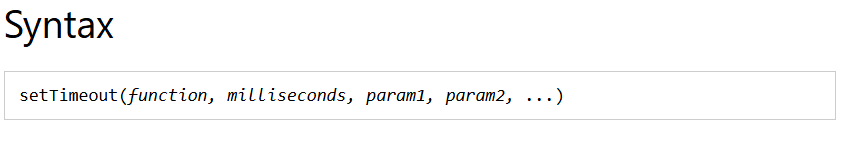 Syntax
setTimeout(function, milliseconds, param1, param2, ...)